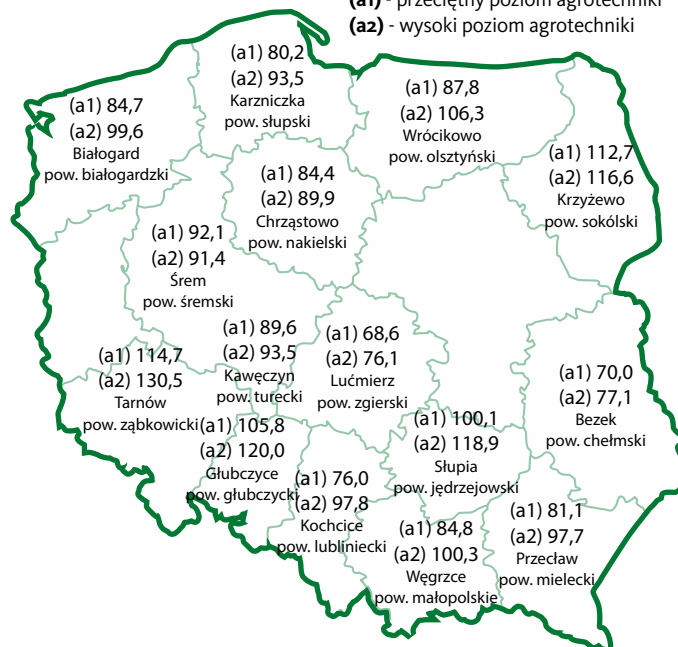 (a1) - przeciętny poziom agrotechniki
(a2) - wysoki poziom agrotechniki
(a1) 80,2
(a2) 93,5
Karzniczka
pow. słupski
(a1) 84,7
(a2) 99,6
Białogard
pow. białogardzki
(a1) 87,8
(a2) 106,3
Wrócikowo
pow. olsztyński
(a1) 112,7
(a2) 116,6
Krzyżewo
pow. sokólski
(a1) 84,4
(a2) 89,9
Chrząstowo
pow. nakielski
(a1) 92,1
(a2) 91,4
Śrem
pow. śremski
(a1) 89,6
(a2) 93,5
Kawęczyn
pow. turecki
(a1) 68,6
(a2) 76,1
Lućmierz
pow. zgierski
(a1) 114,7
(a2) 130,5
Tarnów
pow. ząbkowicki
(a1) 70,0
(a2) 77,1
Bezek
pow. chełmski
(a1) 105,8
(a2) 120,0
Głubczyce
pow. głubczycki
(a1) 100,1
(a2) 118,9
Słupia
pow. jędrzejowski
(a1) 76,0
(a2) 97,8
Kochcice
pow. lubliniecki
(a1) 84,8
(a2) 100,3
Węgrzce
pow. małopolskie
(a1) 81,1
(a2) 97,7
Przecław
pow. mielecki